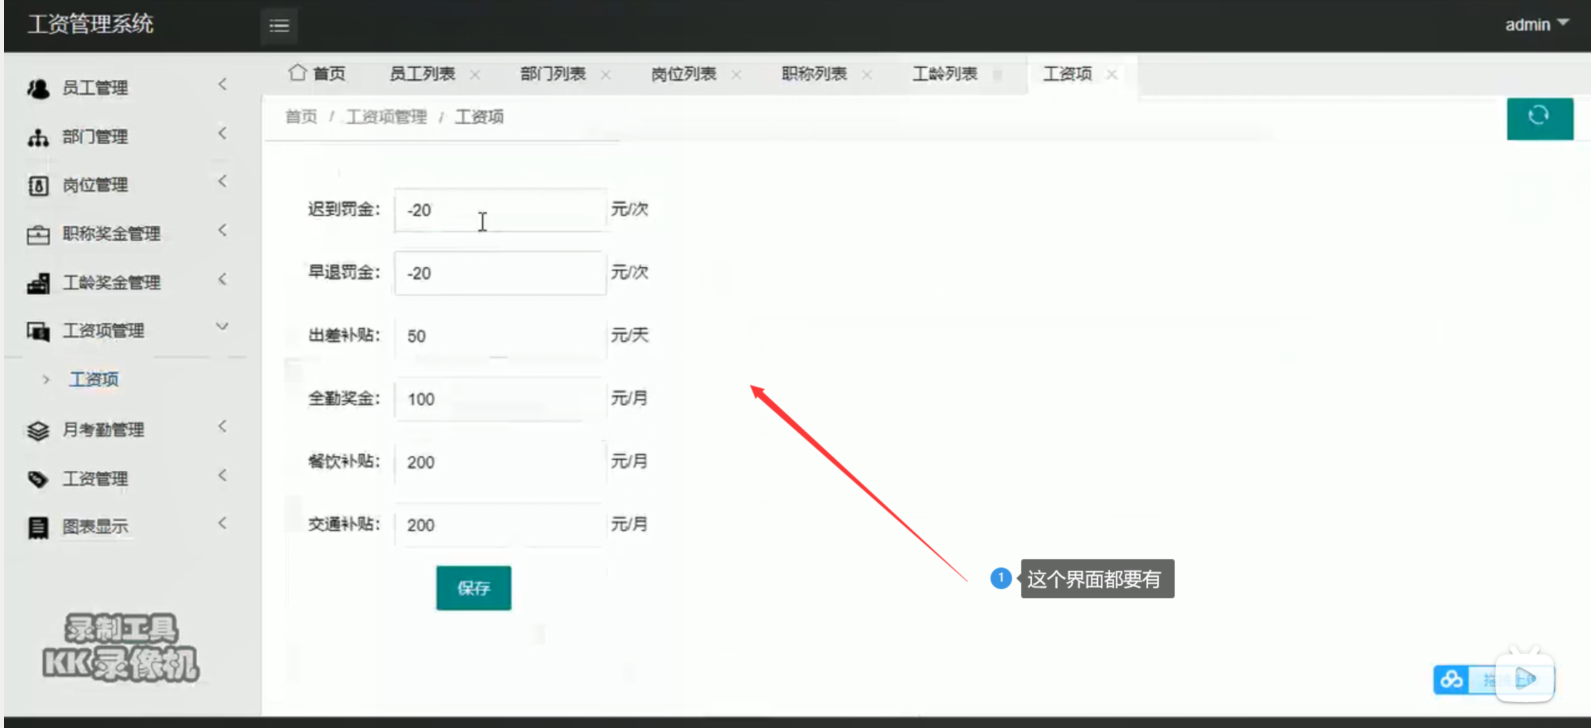 工资管理系统
admin
首页 员工列表 部门列表 岗位列表 职称列表 工龄列表 工资项
首页 / 工资项管理 / 工资项
员工管理
部门管理
岗位管理
职称奖金管理
工龄奖金管理
工资项管理
工资项
月考勤管理
工资管理
图表显示
迟到罚金: -20 元/次
早退罚金: -20 元/次
出差补贴: 50 元/天
全勤奖金: 100 元/月
餐饮补贴: 200 元/月
交通补贴: 200 元/月
保存
1 这个界面都要有
录制工具
KK录像机